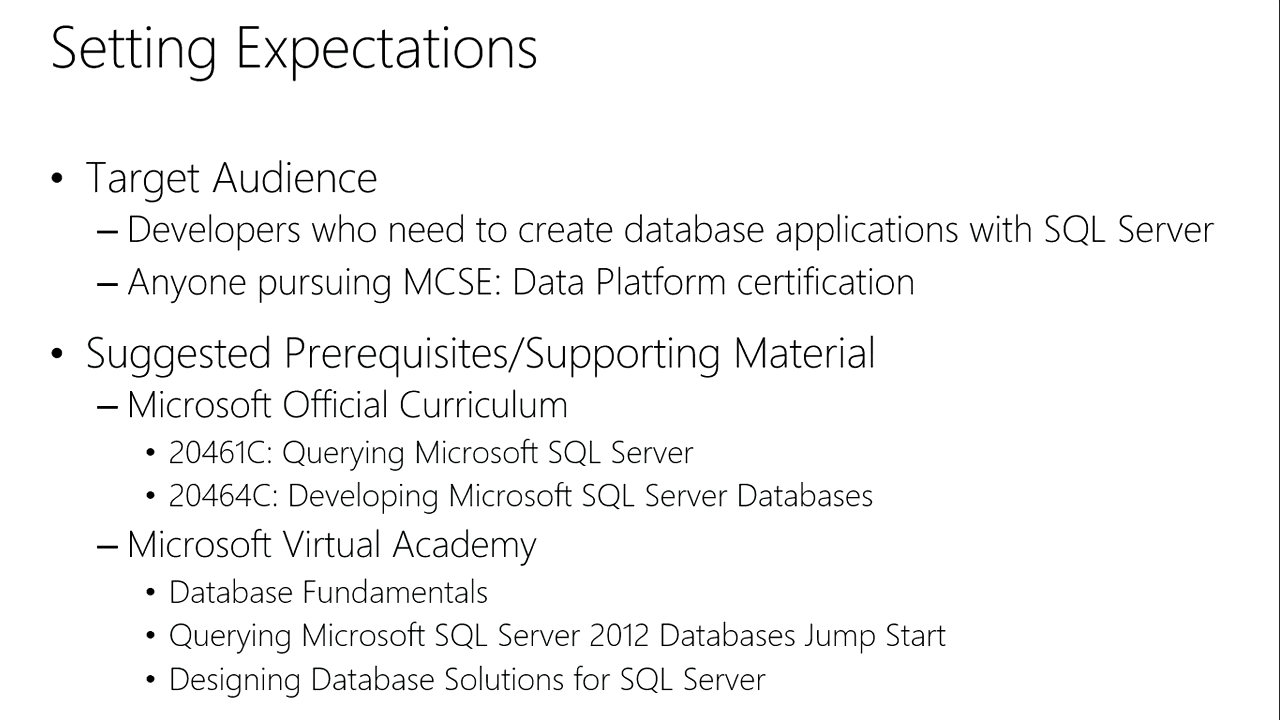 Setting Expectations
• Target Audience
– Developers who need to create database applications with SQL Server
– Anyone pursuing MCSE: Data Platform certification
• Suggested Prerequisites/Supporting Material
– Microsoft Official Curriculum
• 20461C: Querying Microsoft SQL Server
• 20464C: Developing Microsoft SQL Server Databases
– Microsoft Virtual Academy
• Database Fundamentals
• Querying Microsoft SQL Server 2012 Databases Jump Start
• Designing Database Solutions for SQL Server